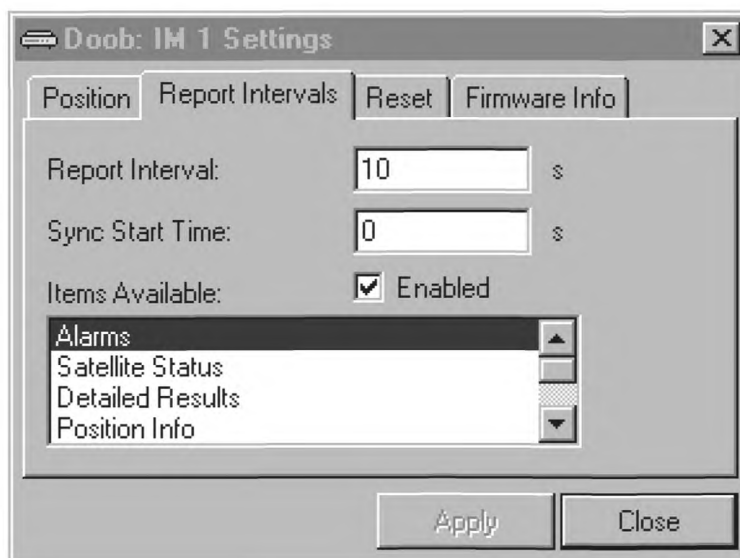 Doob: IM 1 Settings
Position Report Intervals Reset Firmware Info
Report Interval: 10 s
Sync Start Time: 0 s
Items Available: Enabled
Alarms
Satellite Status
Detailed Results
Position Info
Apply Close